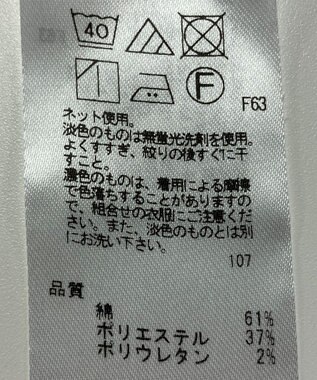 40
F
F63
ネット使用。
淡色のものは無蛍光洗剤を使用。
よくすすぎ、絞りの後すぐに干
すこと。
濃色のものは、着用による摩擦
で色落ちすることがありますの
で、組合せの衣服にご注意くだ
さい。また、淡色のものとは別
にお洗い下さい。
107
品質
綿 61%
ポリエステル 37%
ポリウレタン 2%